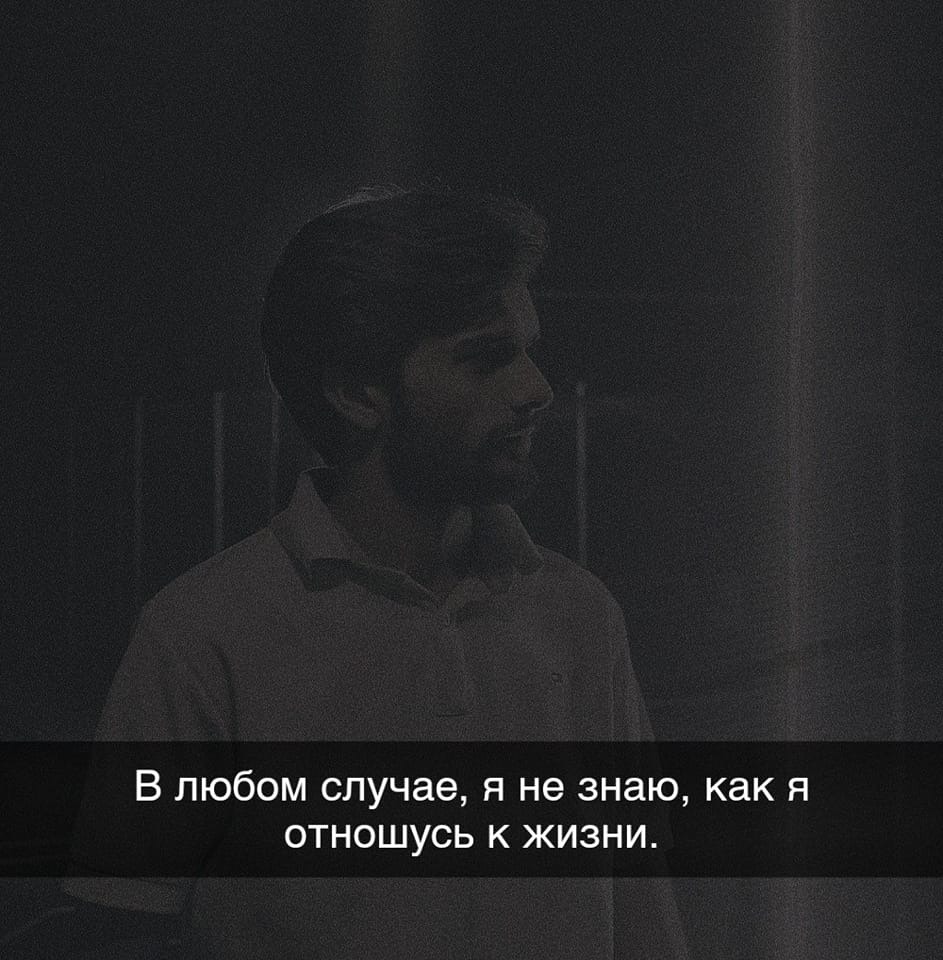 В любом случае, я не знаю, как я
отношусь к жизни.